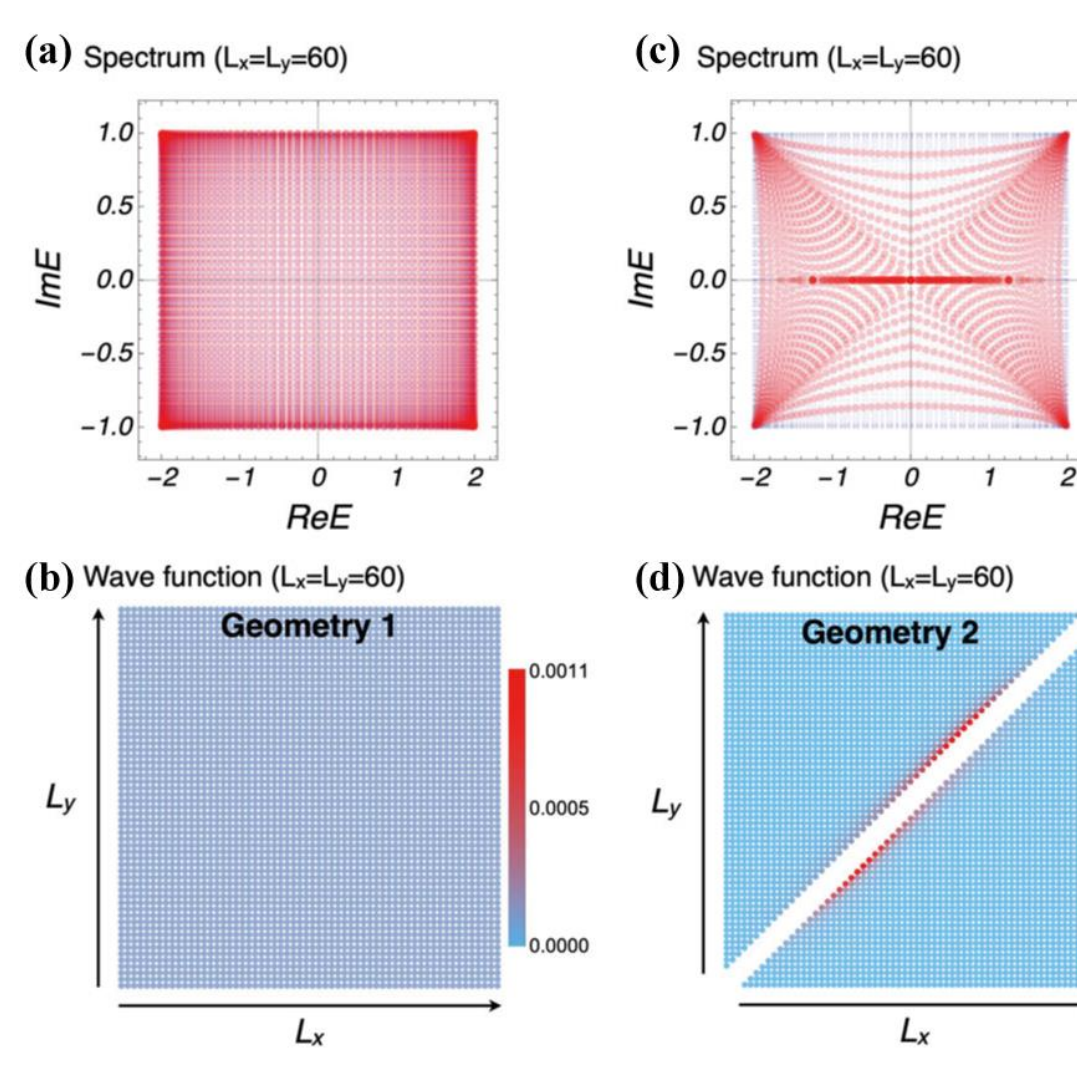 (a) Spectrum (Lx=Ly=60)
1.0
0.5
0.0
−0.5
−1.0
ImE
−2 −1 0 1 2
ReE
(c) Spectrum (Lx=Ly=60)
1.0
0.5
0.0
−0.5
−1.0
ImE
−2 −1 0 1 2
ReE
(b) Wave function (Lx=Ly=60)
Geometry 1
Ly
Lx
0.0011
0.0005
0.0000
(d) Wave function (Lx=Ly=60)
Geometry 2
Ly
Lx